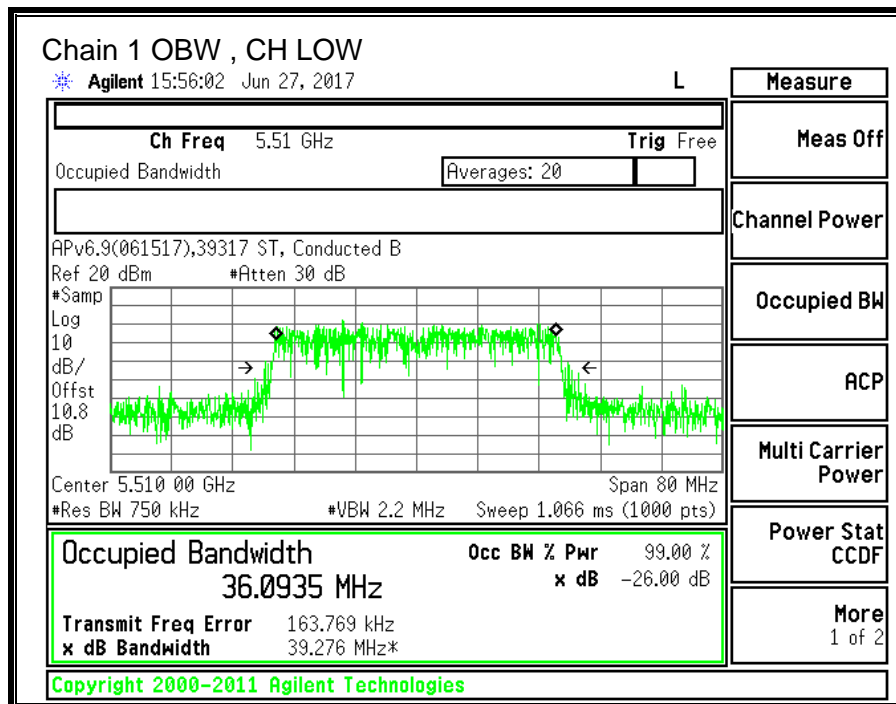 Chain 1 OBW , CH LOW
Agilent 15:56:02 Jun 27, 2017 L
Measure
Ch Freq 5.51 GHz Trig Free
Occupied Bandwidth Averages: 20
APv6.9(061517),39317 ST, Conducted B
Ref 20 dBm #Atten 30 dB
#Samp
Log
10
dB/
Offst
10.8
dB
Center 5.510 00 GHz Span 80 MHz
#Res BW 750 kHz #VBW 2.2 MHz Sweep 1.066 ms (1000 pts)
Occupied Bandwidth Occ BW % Pwr 99.00 %
36.0935 MHz x dB -26.00 dB
Transmit Freq Error 163.769 kHz
x dB Bandwidth 39.276 MHz*
Meas Off
Channel Power
Occupied BW
ACP
Multi Carrier
Power
Power Stat
CCDF
More
1 of 2
Copyright 2000-2011 Agilent Technologies